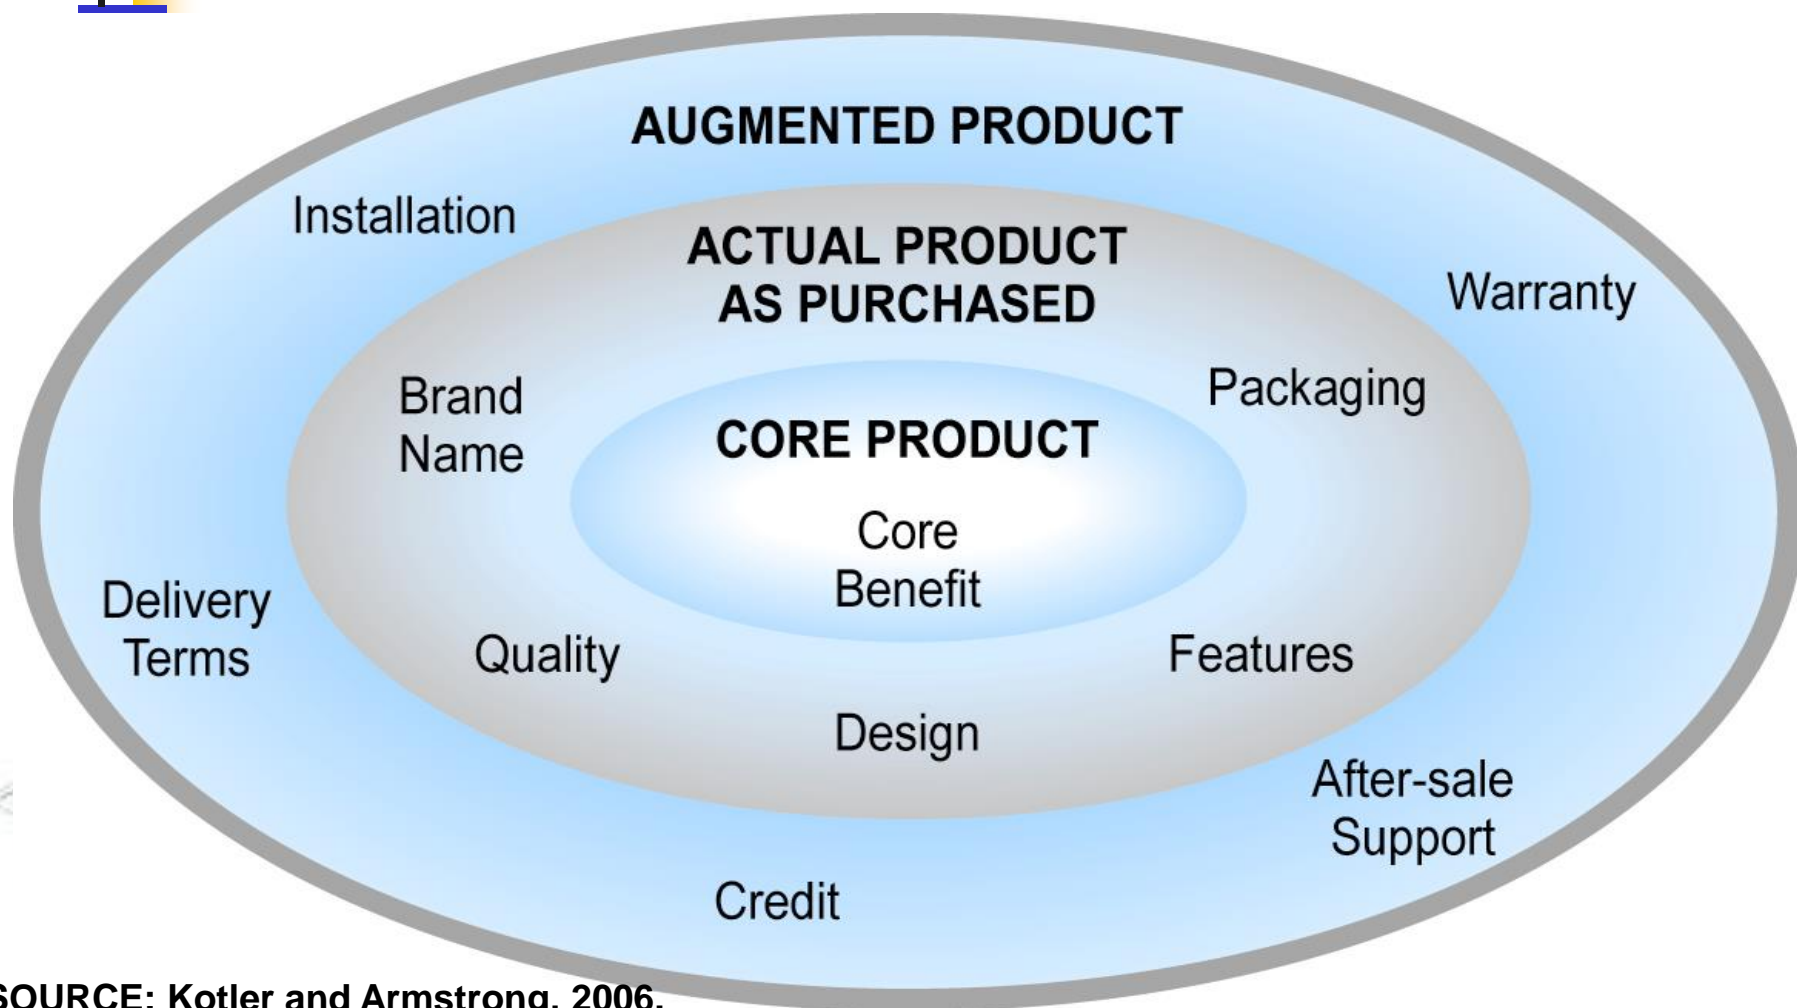 AUGMENTED PRODUCT
Installation
ACTUAL PRODUCT
AS PURCHASED
Warranty
Brand
Name
Packaging
CORE PRODUCT
Core
Benefit
Delivery
Terms
Quality
Features
Design
After-sale
Support
Credit
SOURCE: Kotler and Armstrong, 2006.